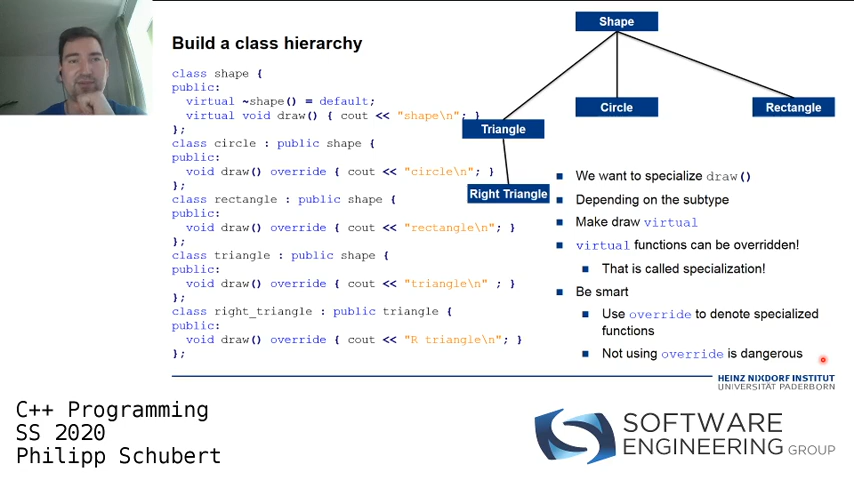 Build a class hierarchy
class shape {
public:
  virtual ~shape() = default;
  virtual void draw() { cout << "shape\n"; }
};
class circle : public shape {
public:
  void draw() override { cout << "circle\n"; }
};
class rectangle : public shape {
public:
  void draw() override { cout << "rectangle\n"; }
};
class triangle : public shape {
public:
  void draw() override { cout << "triangle\n" ; }
};
class right_triangle : public triangle {
public:
  void draw() override { cout << "R triangle\n"; }
};
Shape
Circle
Rectangle
Triangle
Right Triangle
We want to specialize draw()
Depending on the subtype
Make draw virtual
virtual functions can be overridden!
That is called specialization!
Be smart
Use override to denote specialized
functions
Not using override is dangerous
HEINZ NIXDORF INSTITUT
UNIVERSITÄT PADERBORN
C++ Programming
SS 2020
Philipp Schubert
SOFTWARE
ENGINEERING GROUP